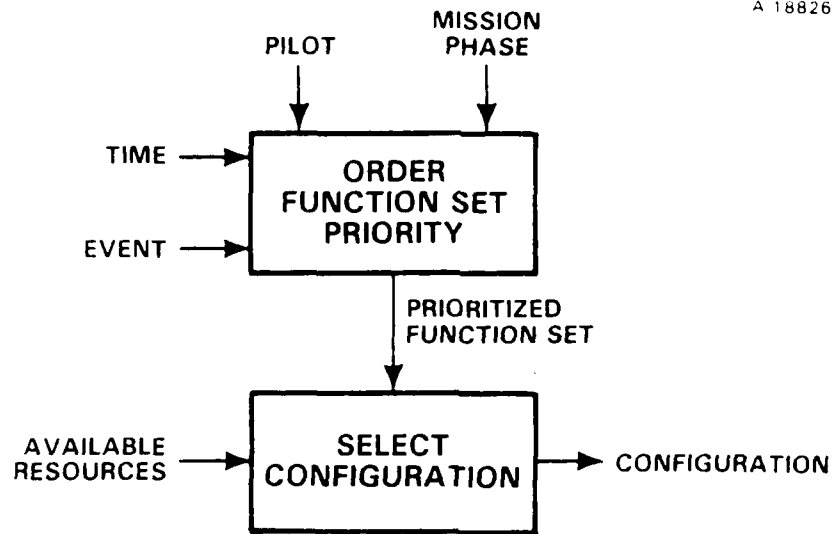 A 18826
MISSION
PHASE
PILOT
TIME
ORDER
FUNCTION SET
PRIORITY
EVENT
PRIORITIZED
FUNCTION SET
AVAILABLE
RESOURCES
SELECT
CONFIGURATION
CONFIGURATION